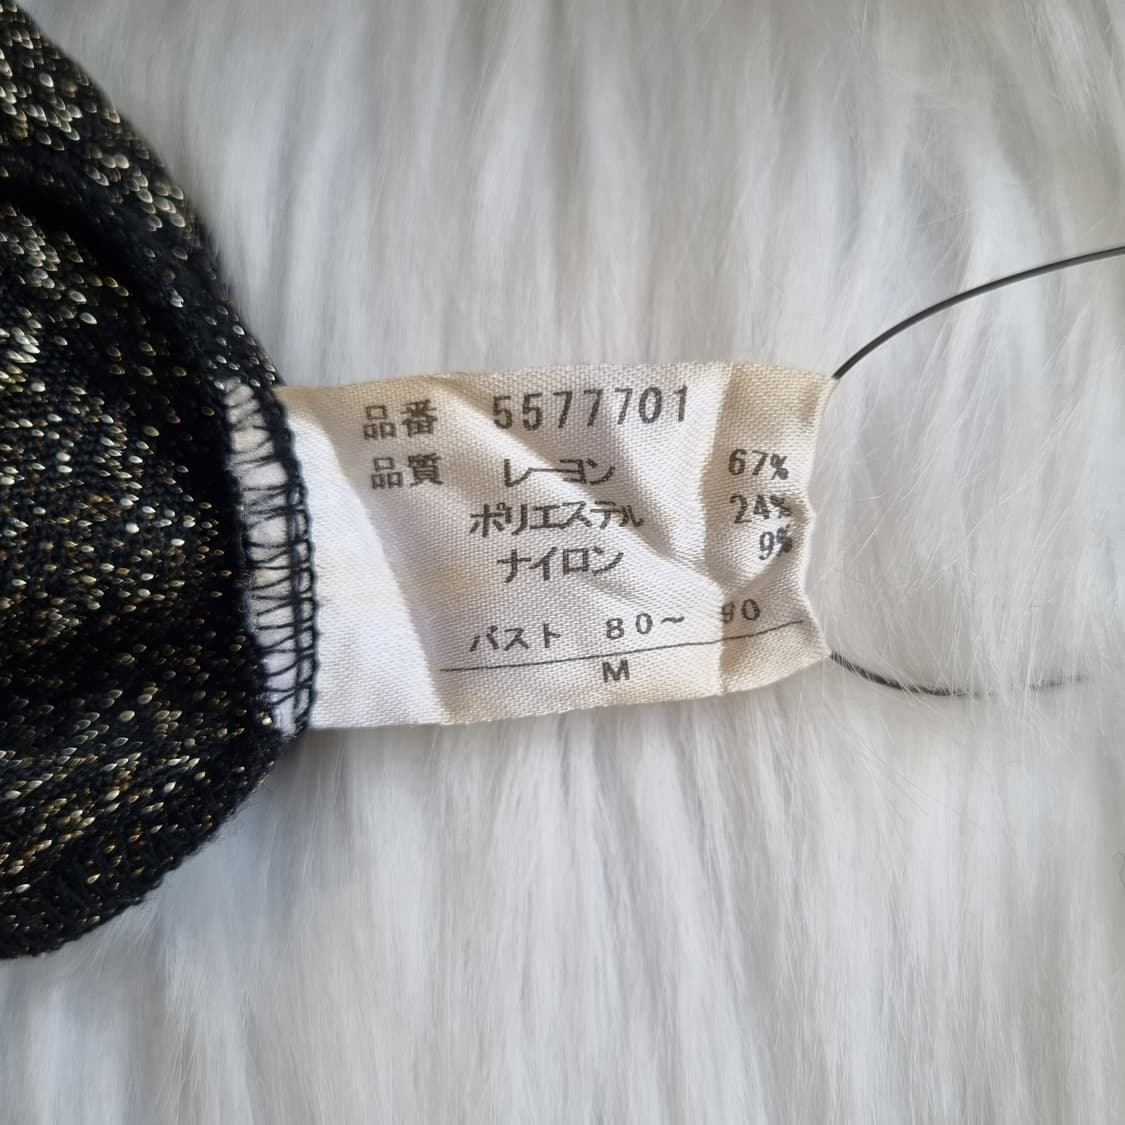 品番 5577701
品質 レーヨン 67%
ポリエステル 24%
ナイロン 9%
バスト 80~ 90
M